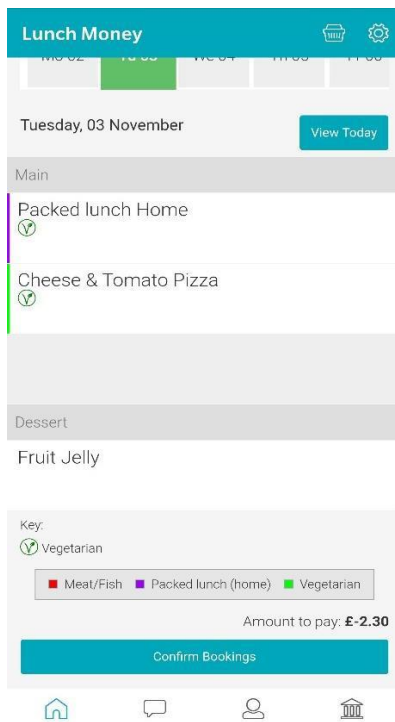 Lunch Money
Tuesday, 03 November
View Today
Main
Packed lunch Home
Cheese & Tomato Pizza
Dessert
Fruit Jelly
Key:
Vegetarian
Meat/Fish Packed lunch (home) Vegetarian
Amount to pay: £-2.30
Confirm Bookings